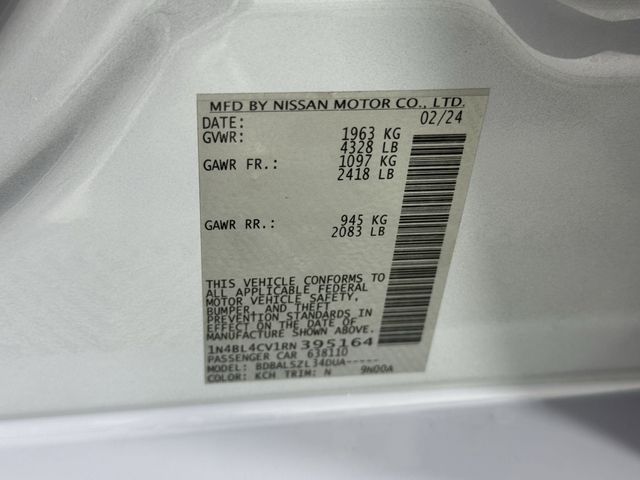 MFD BY NISSAN MOTOR CO., LTD.
DATE: 02/24
GVWR: 1963 KG
4328 LB
GAWR FR.: 1097 KG
2418 LB
GAWR RR.: 945 KG
2083 LB
THIS VEHICLE CONFORMS TO
ALL APPLICABLE FEDERAL
MOTOR VEHICLE SAFETY,
BUMPER, AND THEFT
PREVENTION STANDARDS IN
EFFECT ON THE DATE OF
MANUFACTURE SHOWN ABOVE.
1N4BL4CV1RN395164
PASSENGER CAR 638110
MODEL: BDBALSZL34DUA-----
COLOR: KCH TRIM: N 9N00A